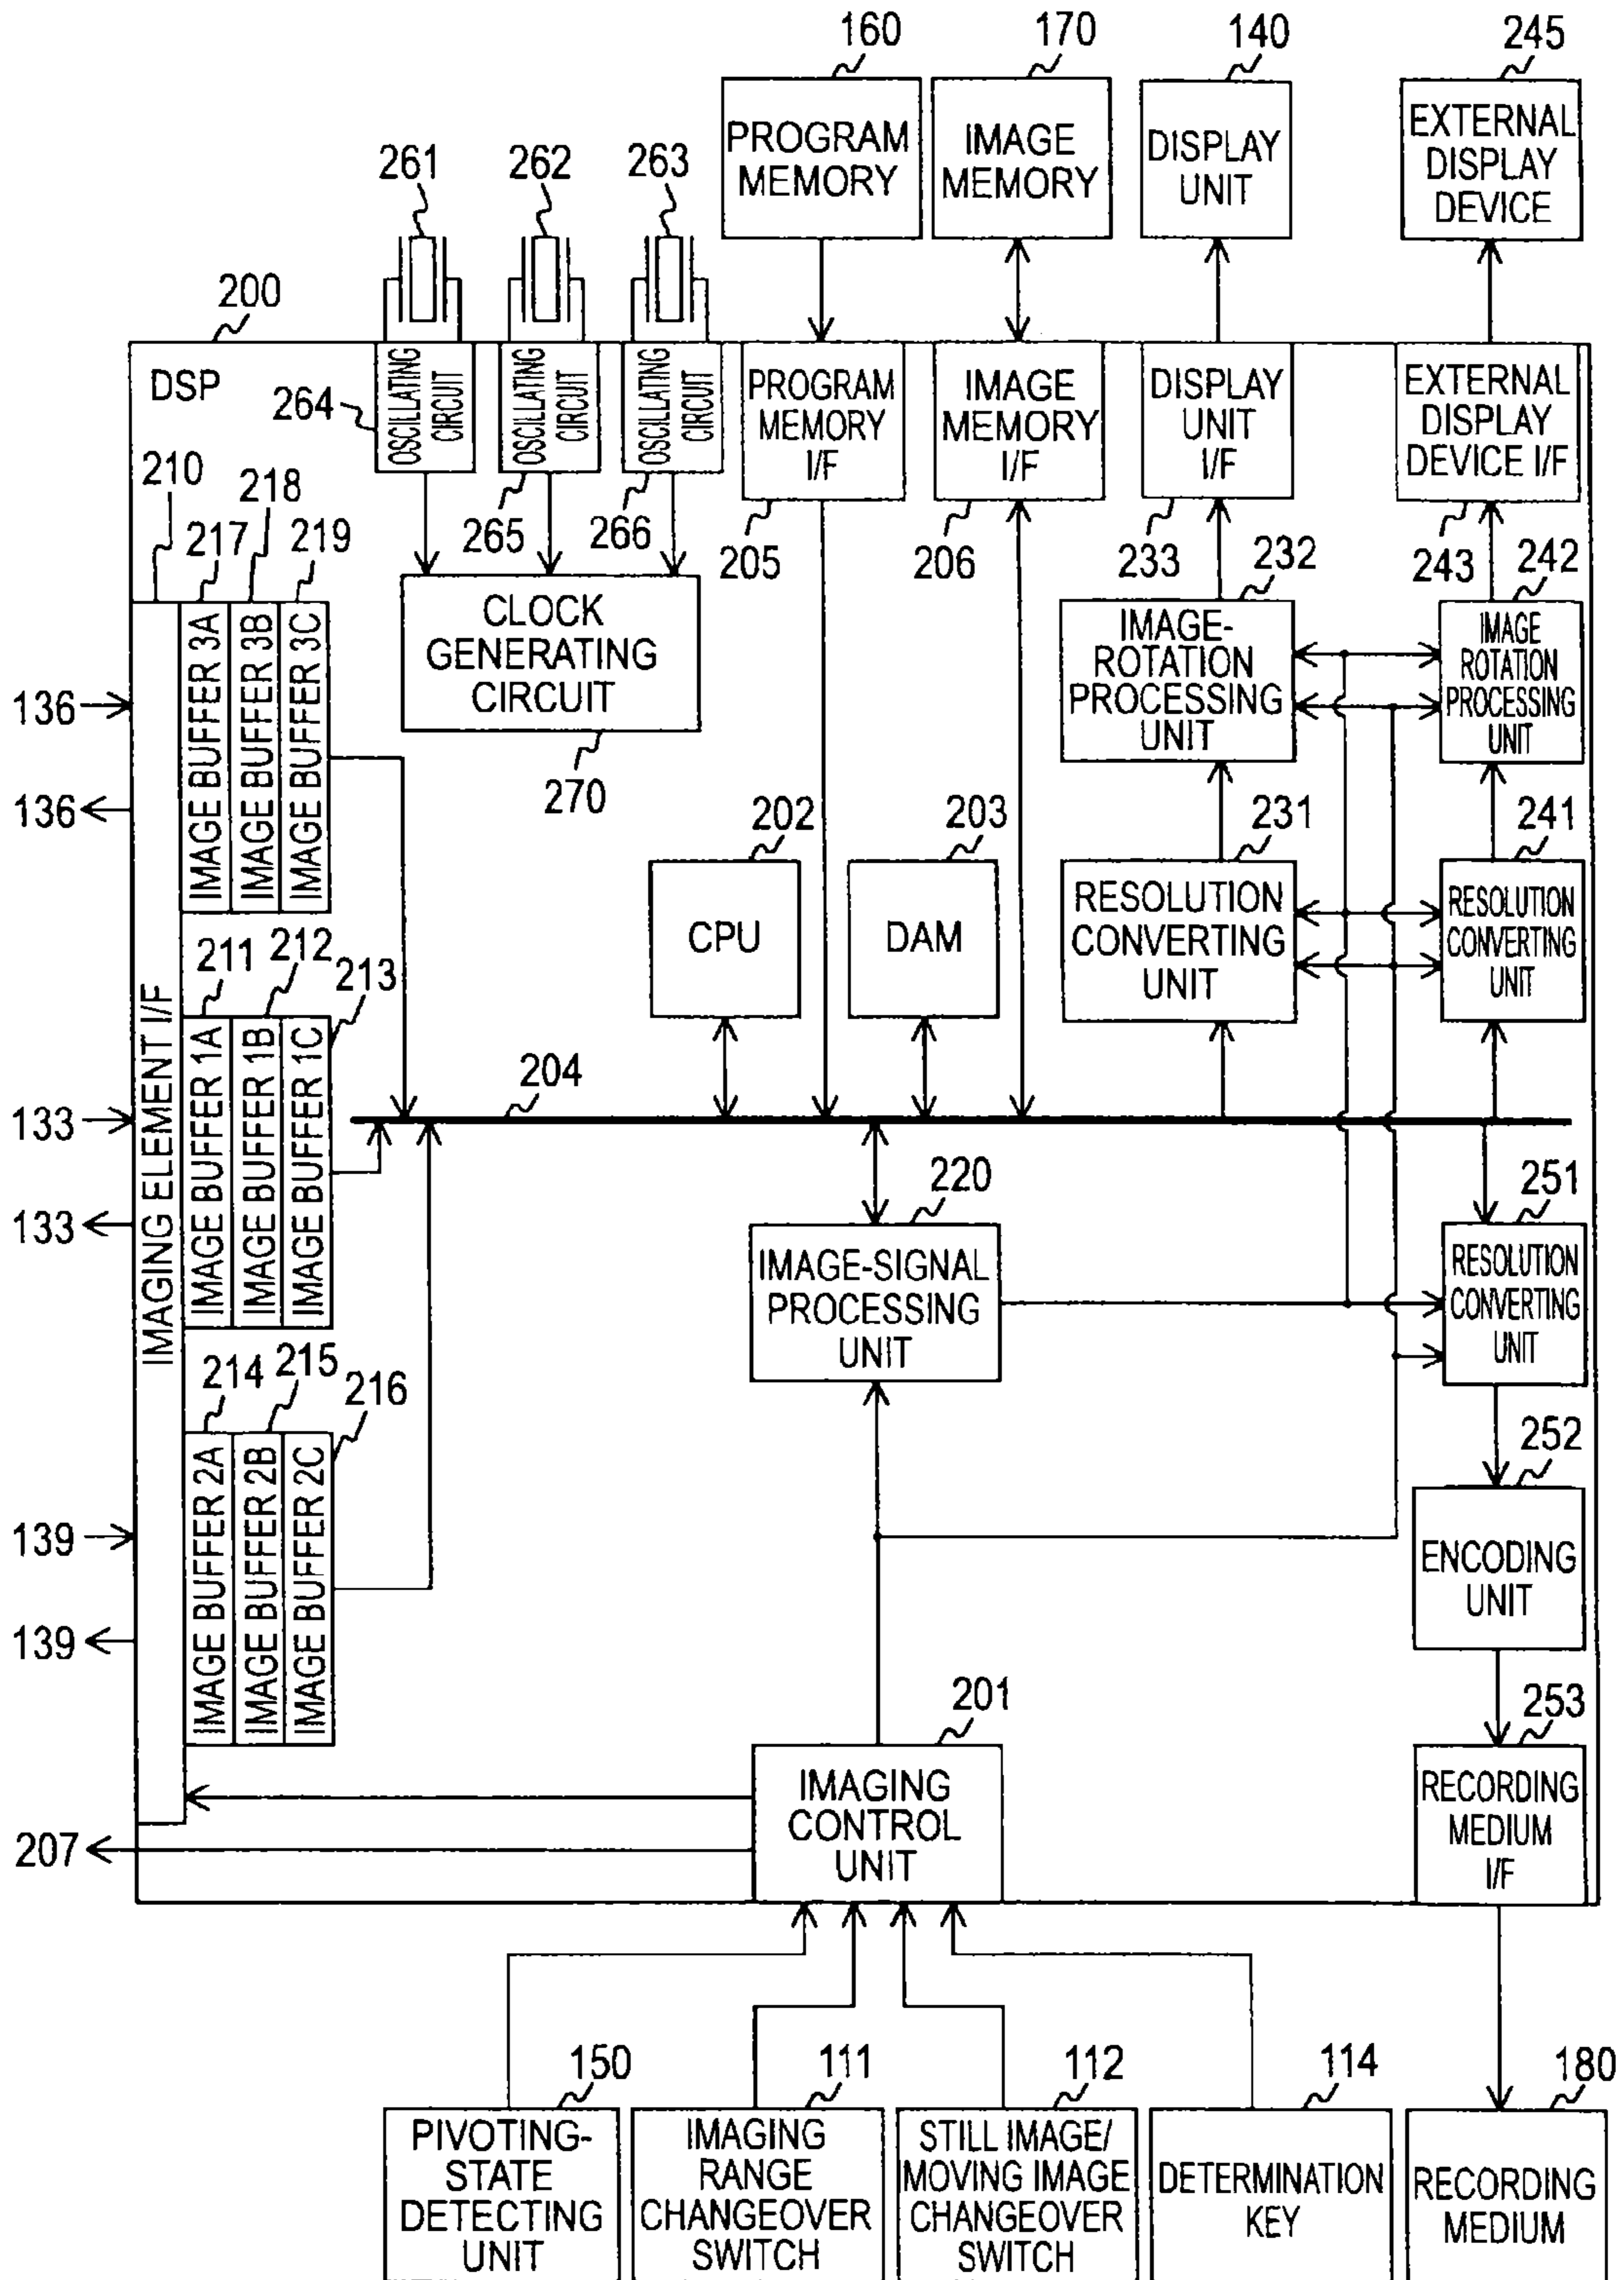 160
170
140
245
PROGRAM
MEMORY
IMAGE
MEMORY
DISPLAY
UNIT
EXTERNAL
DISPLAY
DEVICE
261
262
263
200
DSP
264
OSCILLATING
CIRCUIT
OSCILLATING
CIRCUIT
OSCILLATING
CIRCUIT
PROGRAM
MEMORY
I/F
IMAGE
MEMORY
I/F
DISPLAY
UNIT
I/F
EXTERNAL
DISPLAY
DEVICE I/F
265
266
205
206
233
232
243
242
210
217
218
219
CLOCK
GENERATING
CIRCUIT
270
IMAGE-
ROTATION
PROCESSING
UNIT
IMAGE
ROTATION
PROCESSING
UNIT
136
136
IMAGE BUFFER 3A
IMAGE BUFFER 3B
IMAGE BUFFER 3C
202
203
231
241
CPU
DAM
RESOLUTION
CONVERTING
UNIT
RESOLUTION
CONVERTING
UNIT
IMAGING ELEMENT I/F
211
212
213
IMAGE BUFFER 1A
IMAGE BUFFER 1B
IMAGE BUFFER 1C
133
133
204
220
251
IMAGE-SIGNAL
PROCESSING
UNIT
RESOLUTION
CONVERTING
UNIT
214
215
216
IMAGE BUFFER 2A
IMAGE BUFFER 2B
IMAGE BUFFER 2C
139
139
252
ENCODING
UNIT
201
253
IMAGING
CONTROL
UNIT
RECORDING
MEDIUM
I/F
207
150
111
112
114
180
PIVOTING-
STATE
DETECTING
UNIT
IMAGING
RANGE
CHANGEOVER
SWITCH
STILL IMAGE/
MOVING IMAGE
CHANGEOVER
SWITCH
DETERMINATION
KEY
RECORDING
MEDIUM